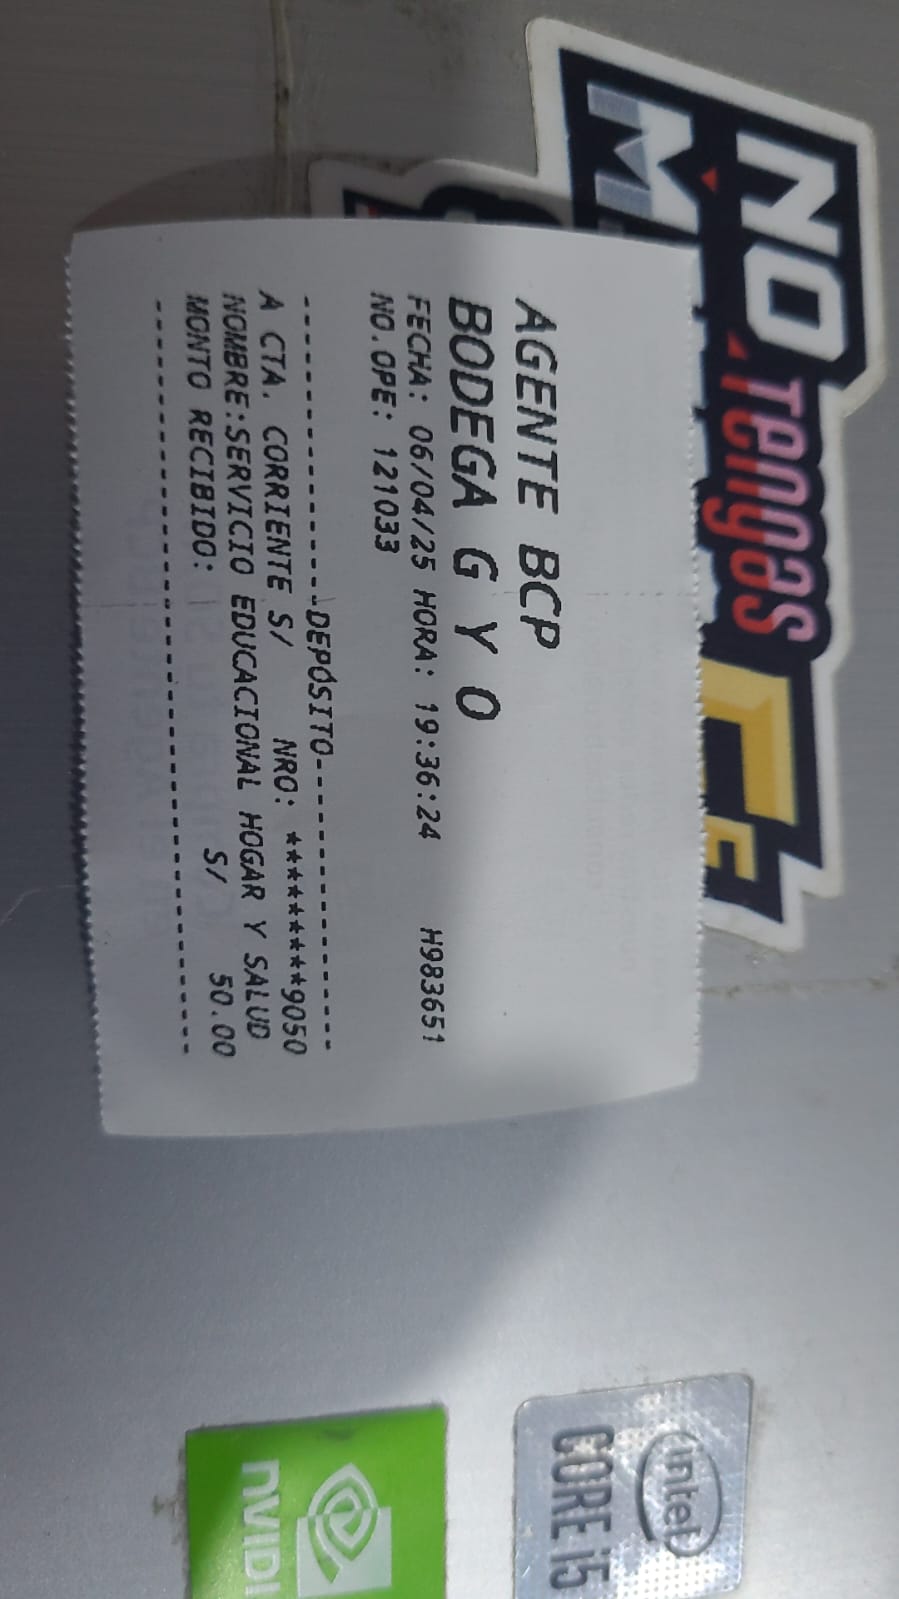 NO
tengas
AGENTE BCP
BODEGA G Y O
FECHA: 06/04/25 HORA: 19:36:24 H983651
NO.OPE: 121033
------------------DEPÓSITO------------------
A CTA. CORRIENTE S/ NRO: *********9050
NOMBRE:SERVICIO EDUCACIONAL HOGAR Y SALUD
MONTO RECIBIDO: S/ 50.00
--------------------------------------------
intel
CORE i5